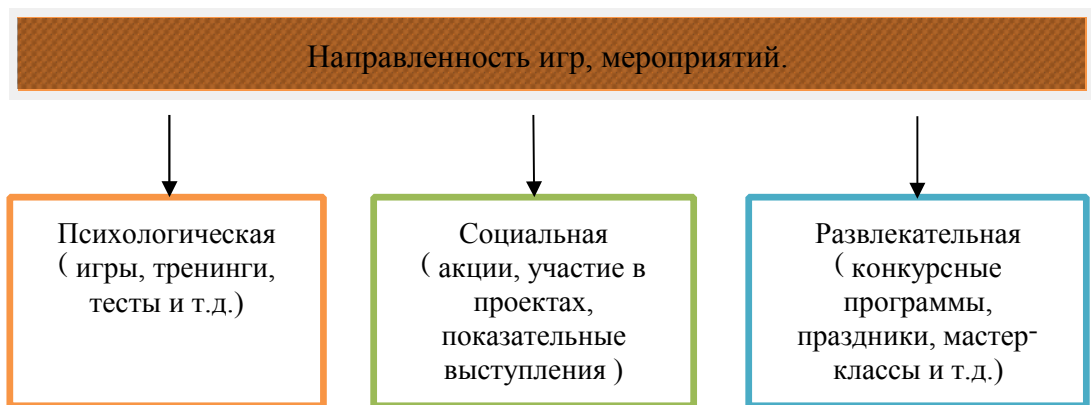 Направленность игр, мероприятий.
Психологическая
( игры, тренинги,
тесты и т.д.)
Социальная
( акции, участие в
проектах,
показательные
выступления )
Развлекательная
( конкурсные
программы,
праздники, мастер-
классы и т.д.)